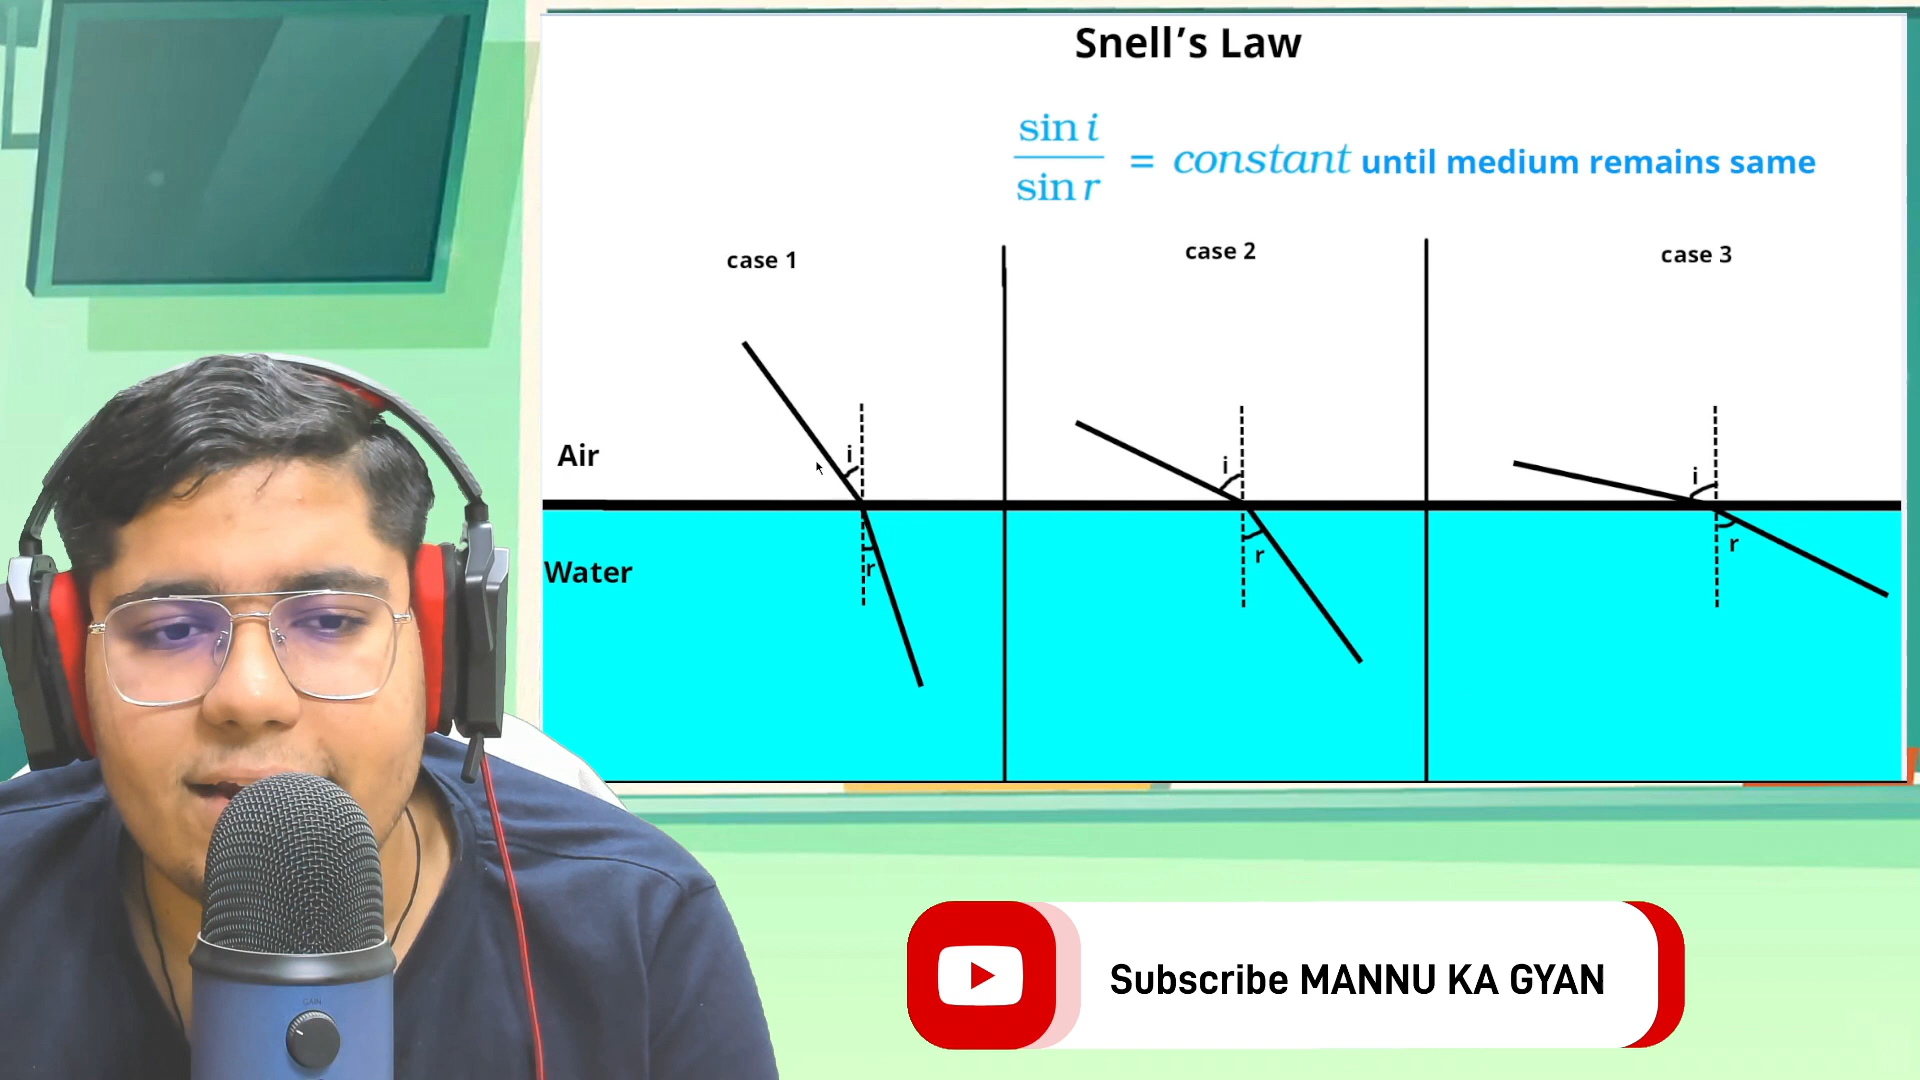 Snell’s Law
sin i
sin r
= constant until medium remains same
case 1
case 2
case 3
Air
i
i
i
Water
r
r
r
GAIN
Subscribe MANNU KA GYAN